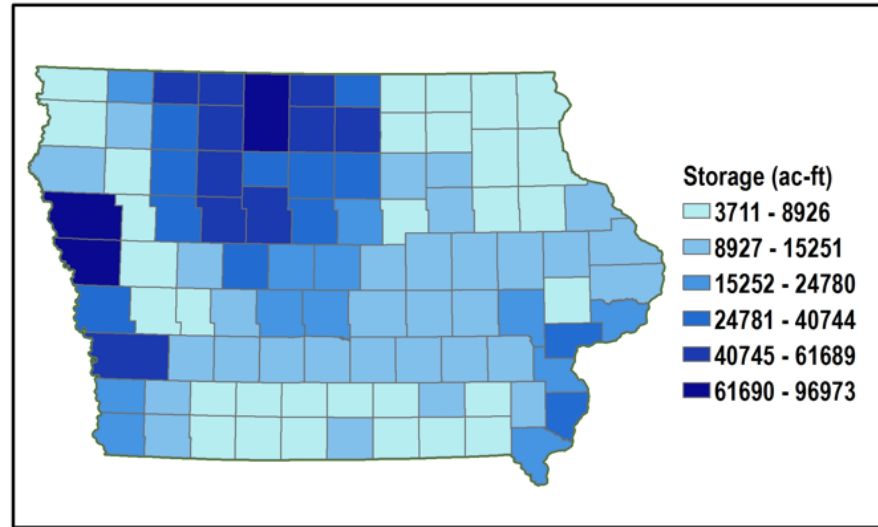 Storage (ac-ft)
3711 - 8926
8927 - 15251
15252 - 24780
24781 - 40744
40745 - 61689
61690 - 96973